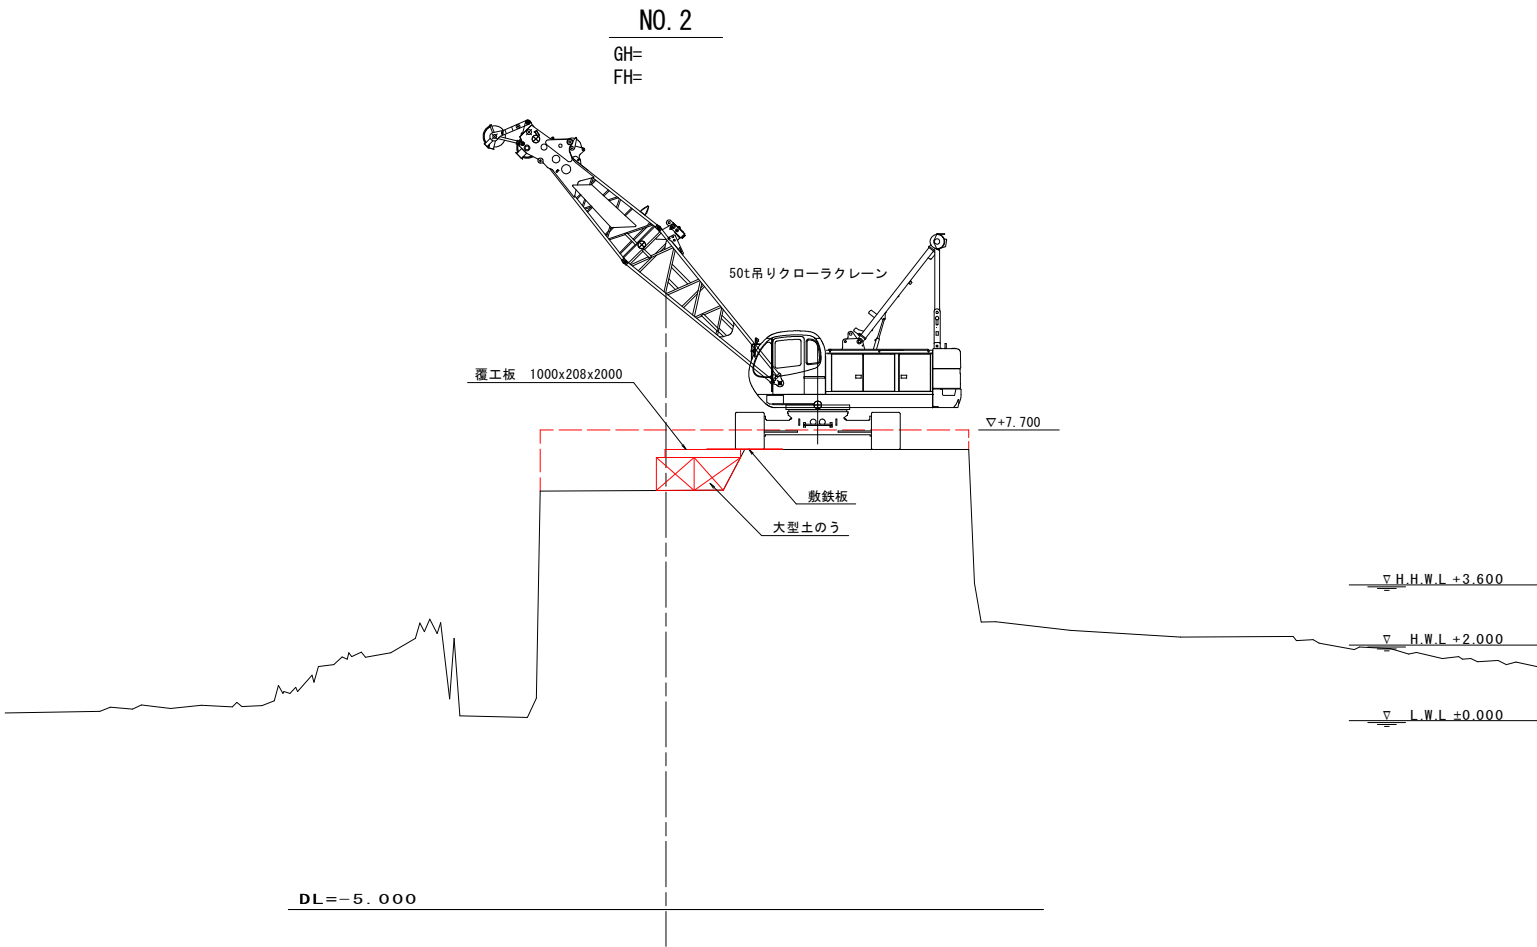 NO.2
GH=
FH=
50t吊りクローラクレーン
覆工板 1000x208x2000
▽+7.700
敷鉄板
大型土のう
▽ H.H.W.L +3.600
▽ H.W.L +2.000
▽ L.W.L ±0.000
DL=-5.000